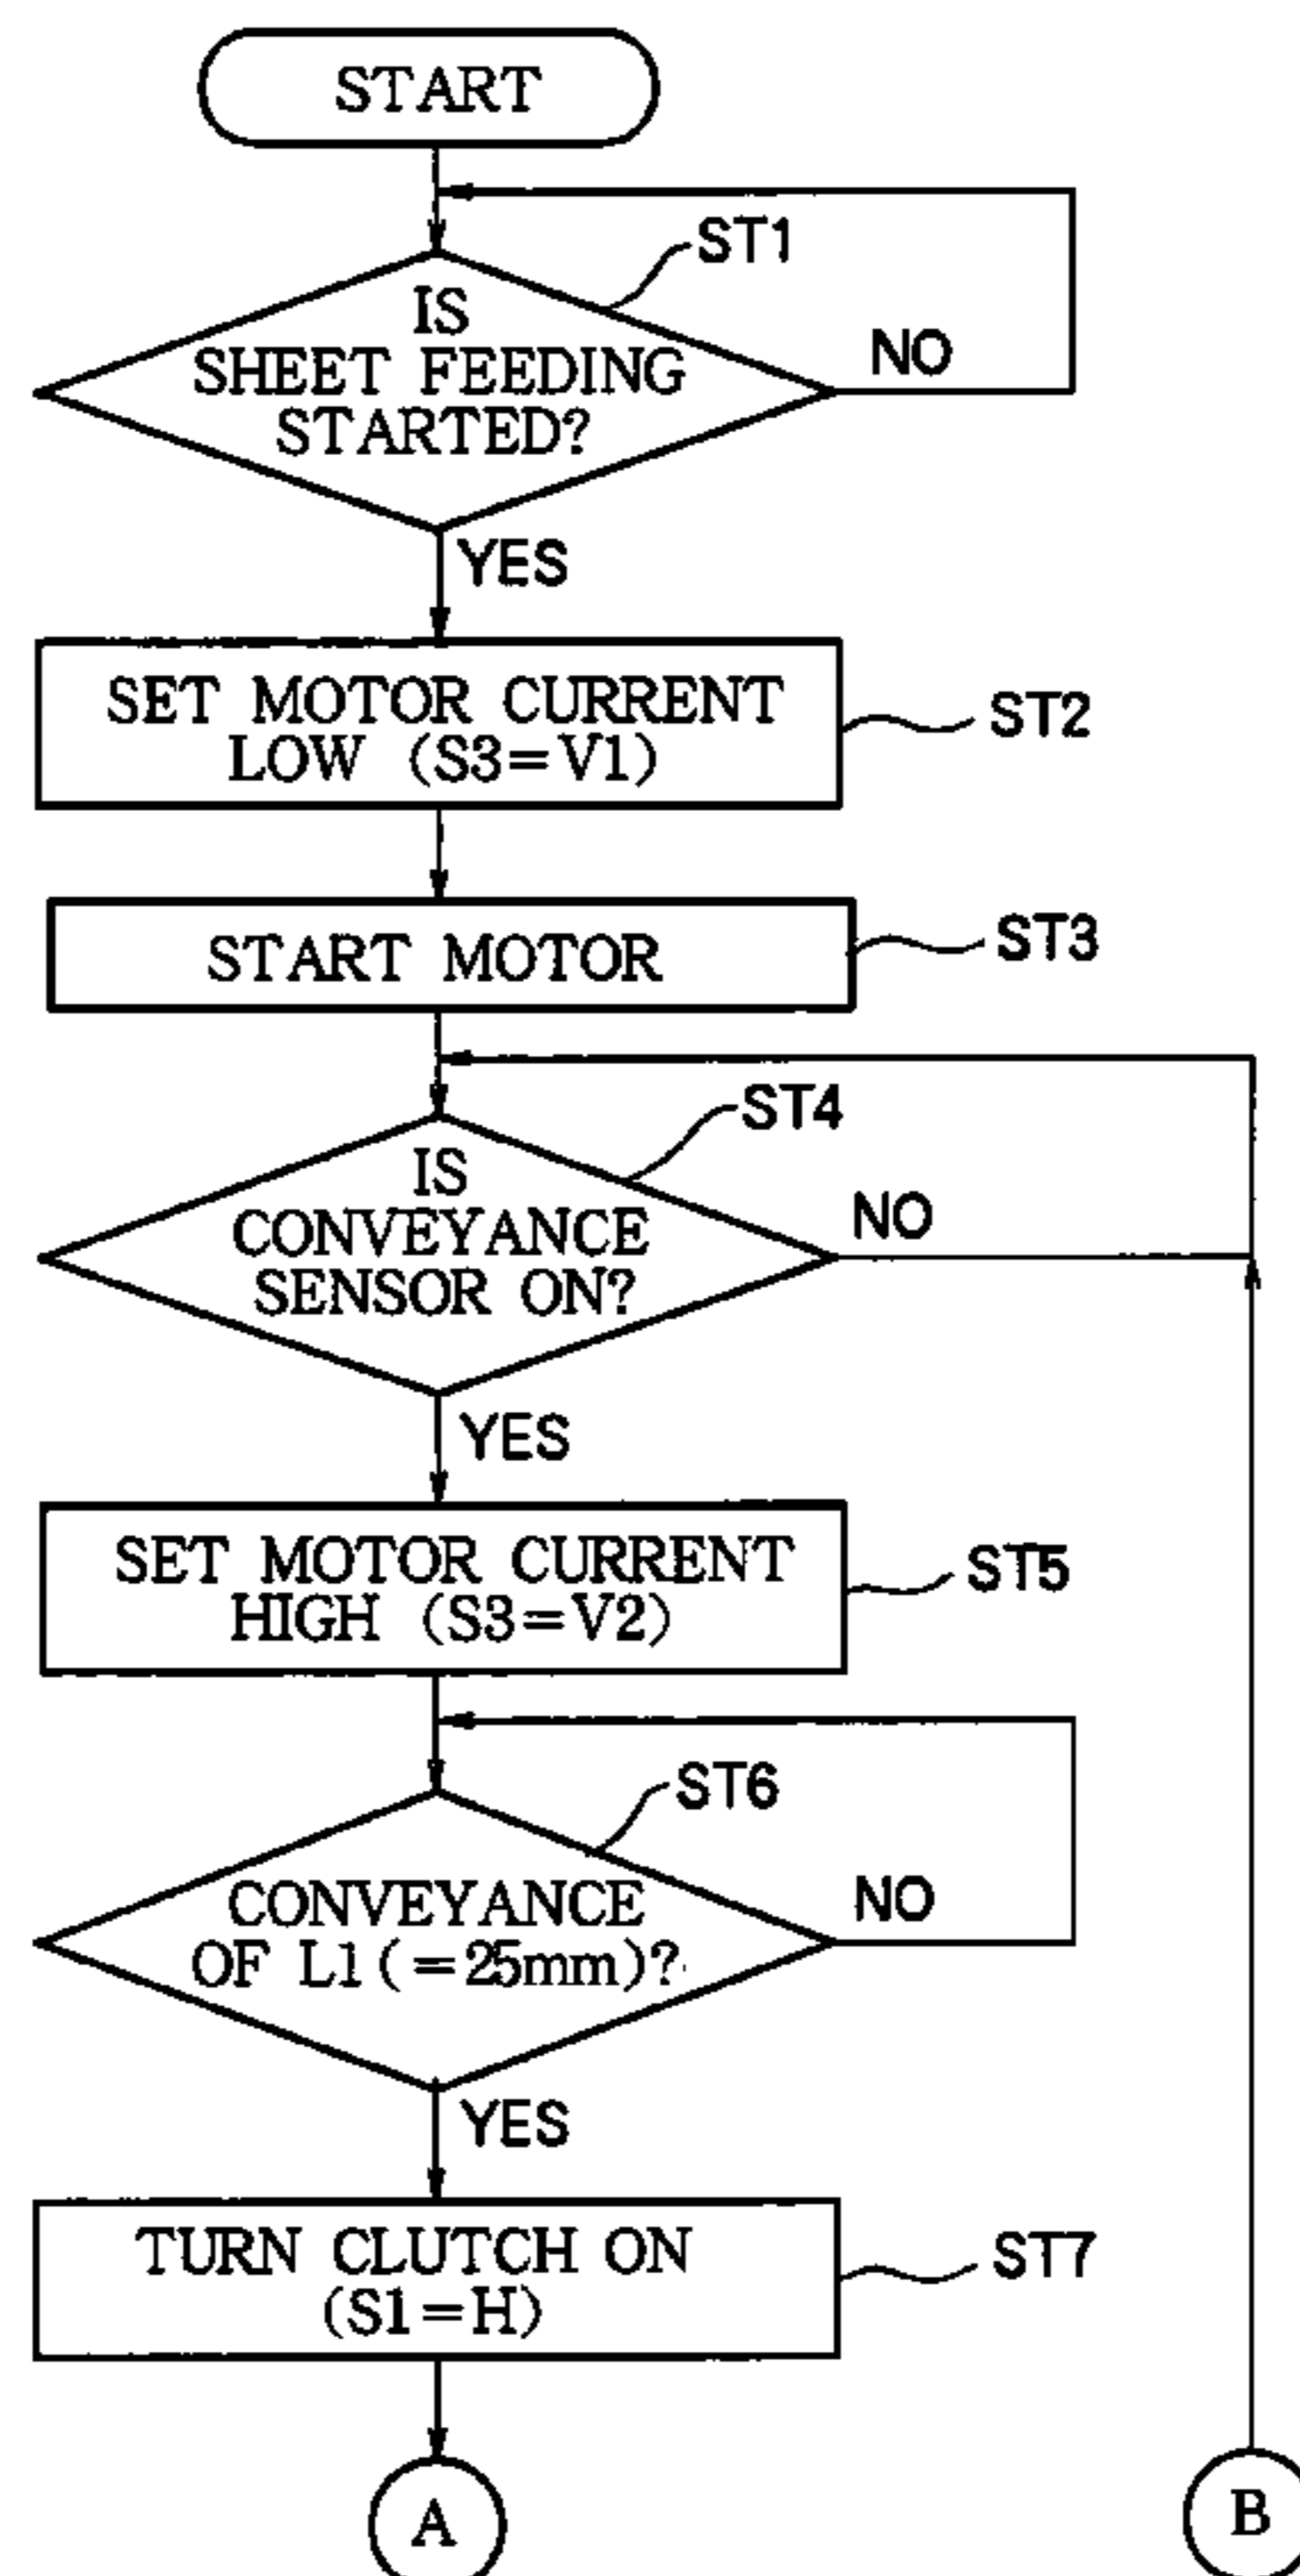 START
ST1
IS
SHEET FEEDING
STARTED?
NO
YES
SET MOTOR CURRENT
LOW (S3=V1)
ST2
START MOTOR
ST3
ST4
IS
CONVEYANCE
SENSOR ON?
NO
YES
SET MOTOR CURRENT
HIGH (S3=V2)
ST5
ST6
CONVEYANCE
OF L1(=25mm)?
NO
YES
TURN CLUTCH ON
(S1=H)
ST7
A
B